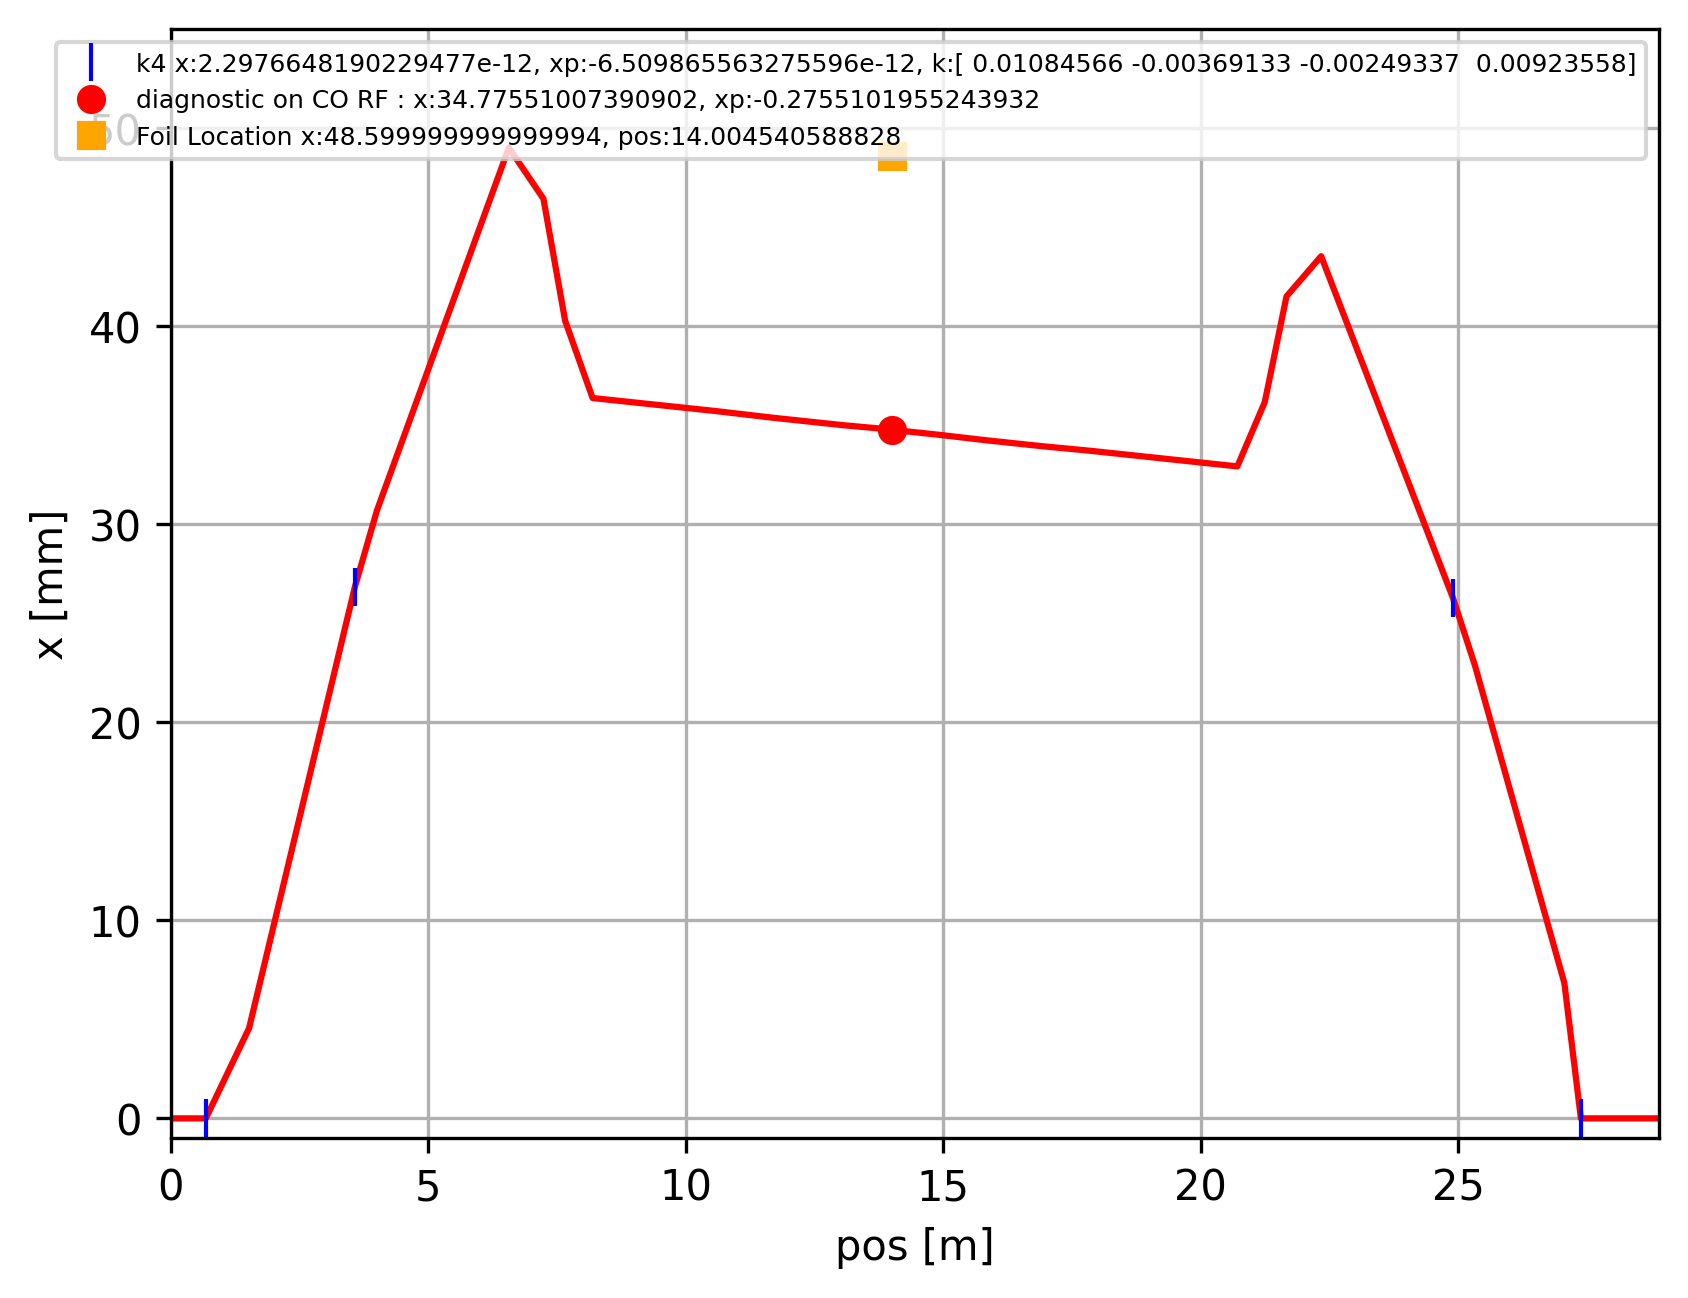 k4 x:2.2976648190229477e-12, xp:-6.509865563275596e-12, k:[ 0.01084566 -0.00369133 -0.00249337  0.00923558]
diagnostic on CO RF : x:34.77551007390902, xp:-0.2755101955243932
Foil Location x:48.599999999999994, pos:14.004540588828
50
40
30
20
10
0
x [mm]
0 5 10 15 20 25
pos [m]